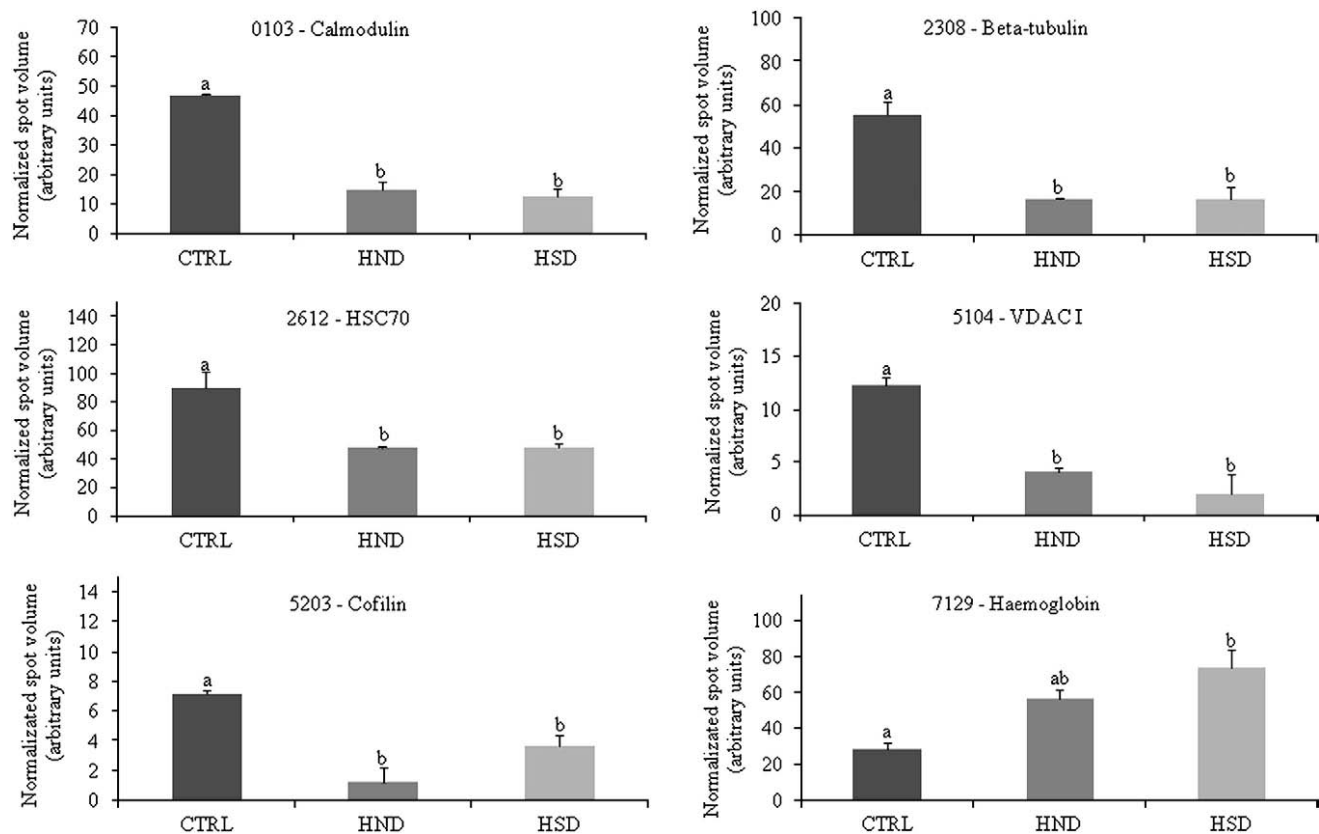 0103 - Calmodulin
Normalized spot volume
(arbitrary units)
70
60
50
40
30
20
10
0
a
b
b
CTRL
HND
HSD
2308 - Beta-tubulin
Normalized spot volume
(arbitrary units)
100
80
60
40
20
0
a
b
b
CTRL
HND
HSD
2612 - HSC70
Normalized spot volume
(arbitrary units)
140
120
100
80
60
40
20
0
a
b
b
CTRL
HND
HSD
5104 - VDAC I
Normalized spot volume
(arbitrary units)
20
15
10
5
0
a
b
b
CTRL
HND
HSD
5203 - Cofilin
Normalizated spot volume
(arbitrary units)
14
12
10
8
6
4
2
0
a
b
b
CTRL
HND
HSD
7129 - Haemoglobin
Normalizated spot volume
(arbitrary units)
100
80
60
40
20
0
a
ab
b
CTRL
HND
HSD